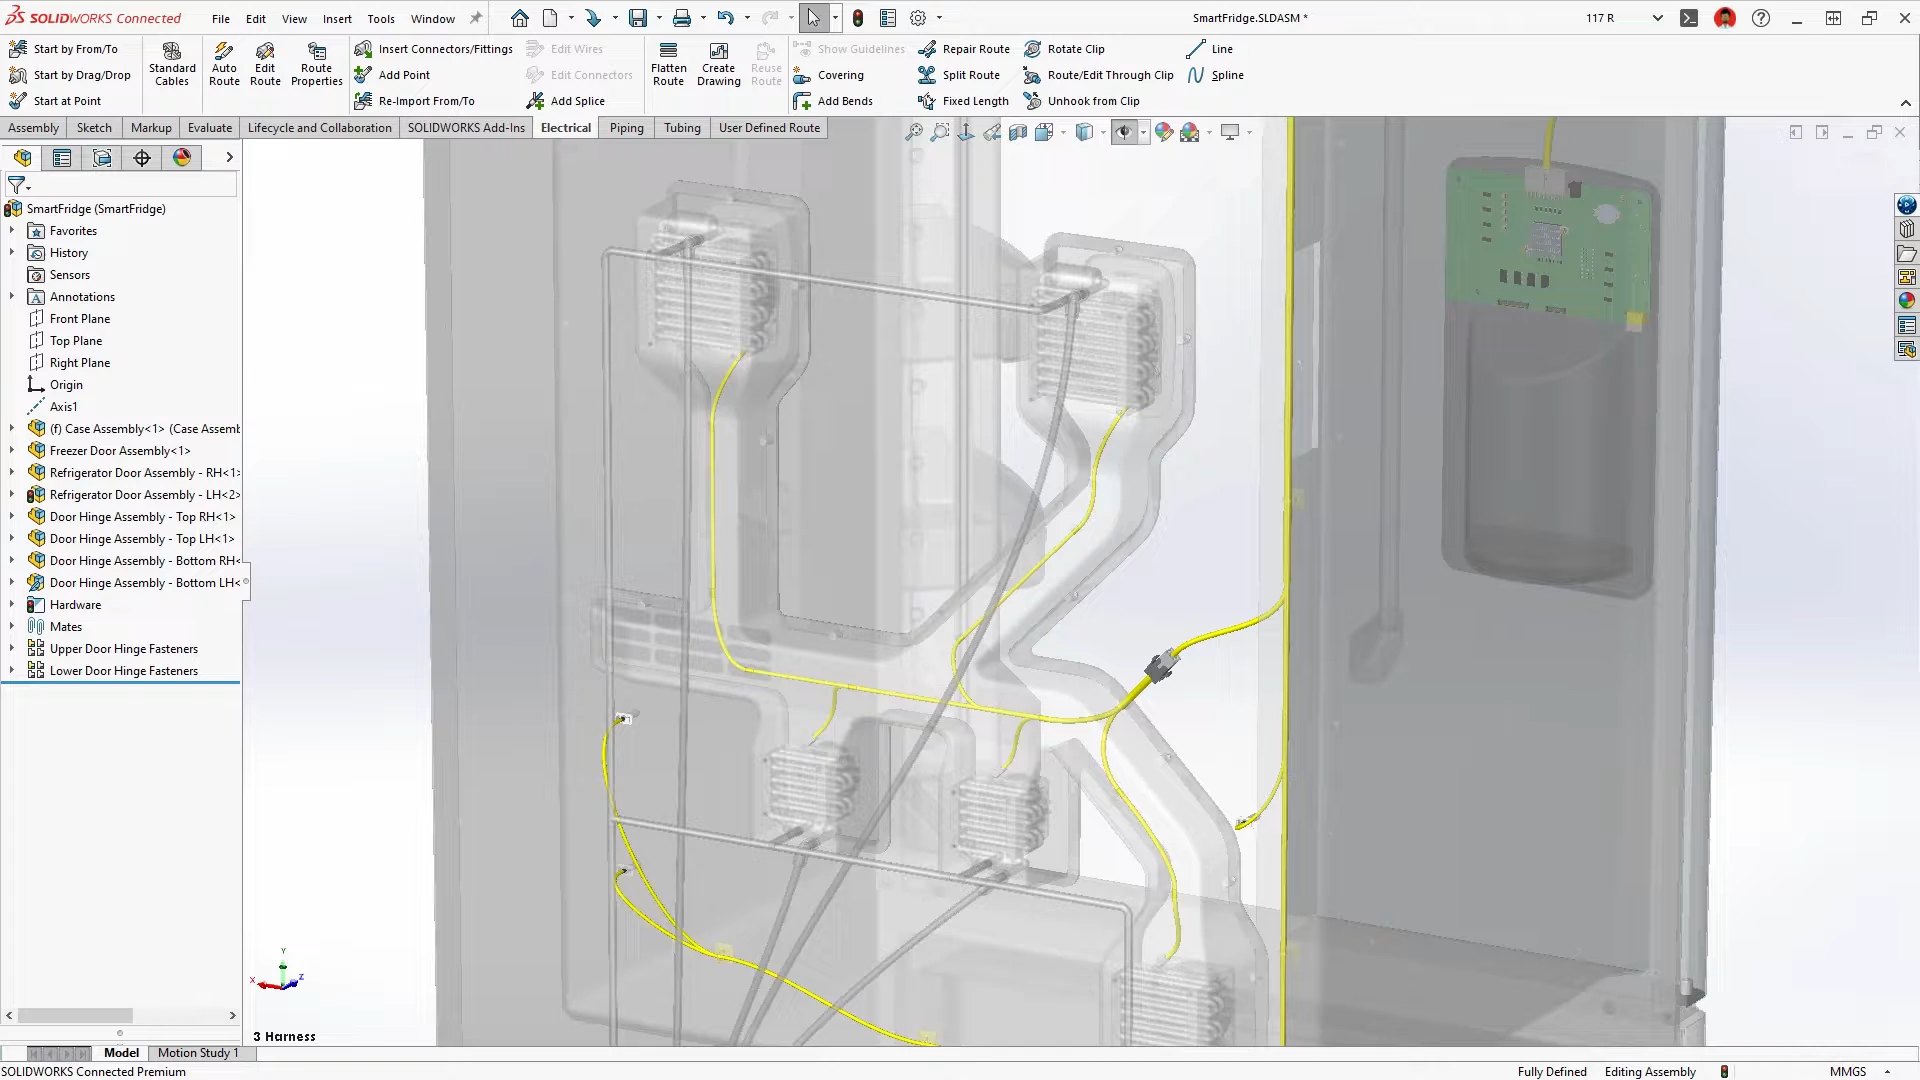 SOLIDWORKS Connected
File Edit View Insert Tools Window
SmartFridge.SLDASM *
117 R
Start by From/To
Start by Drag/Drop
Start at Point
Standard Cables
Auto Route
Edit Route
Route Properties
Insert Connectors/Fittings
Add Point
Re-Import From/To
Edit Wires
Edit Connectors
Add Splice
Flatten Route
Create Drawing
Reuse Route
Show Guidelines
Covering
Add Bends
Repair Route
Split Route
Fixed Length
Rotate Clip
Route/Edit Through Clip
Unhook from Clip
Line
Spline
Assembly Sketch Markup Evaluate Lifecycle and Collaboration SOLIDWORKS Add-Ins Electrical Piping Tubing User Defined Route
SmartFridge (SmartFridge)
Favorites
History
Sensors
Annotations
Front Plane
Top Plane
Right Plane
Origin
Axis1
(f) Case Assembly<1> (Case Assemb
Freezer Door Assembly<1>
Refrigerator Door Assembly - RH<1>
Refrigerator Door Assembly - LH<2>
Door Hinge Assembly - Top RH<1>
Door Hinge Assembly - Top LH<1>
Door Hinge Assembly - Bottom RH<
Door Hinge Assembly - Bottom LH<
Hardware
Mates
Upper Door Hinge Fasteners
Lower Door Hinge Fasteners
Y
X
Z
3 Harness
Model Motion Study 1
SOLIDWORKS Connected Premium
Fully Defined Editing Assembly MMGS